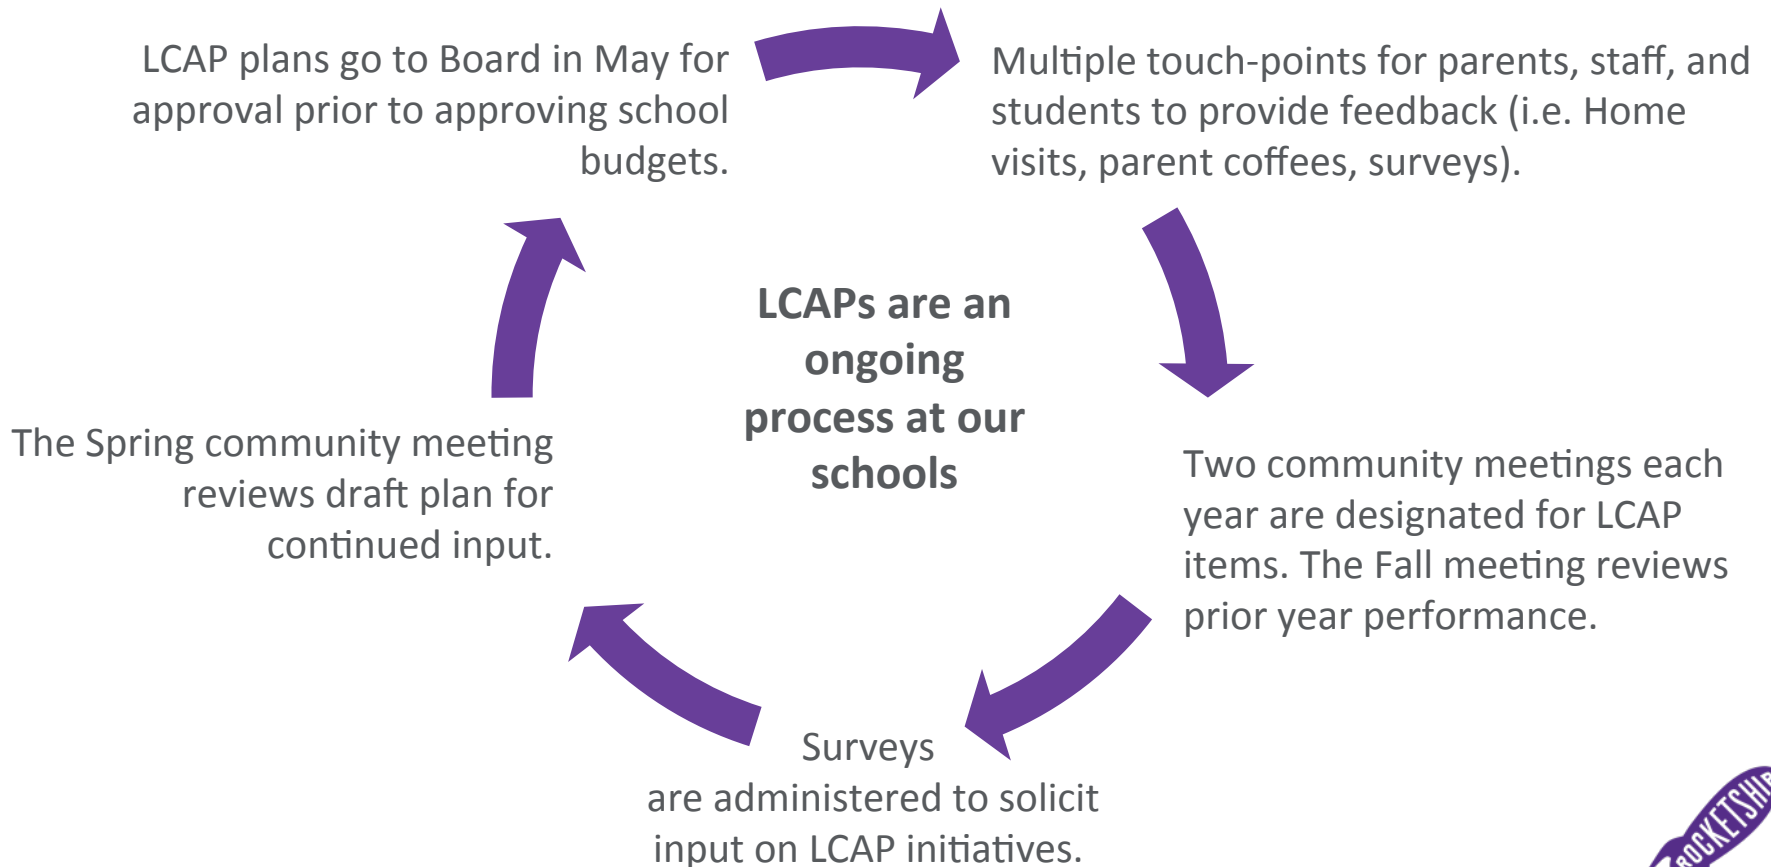 LCAP plans go to Board in May for
approval prior to approving school
budgets.
Multiple touch-points for parents, staff, and
students to provide feedback (i.e. Home
visits, parent coffees, surveys).
LCAPs are an
ongoing
process at our
schools
Two community meetings each
year are designated for LCAP
items. The Fall meeting reviews
prior year performance.
Surveys
are administered to solicit
input on LCAP initiatives.
The Spring community meeting
reviews draft plan for
continued input.
ROCKETSHIP